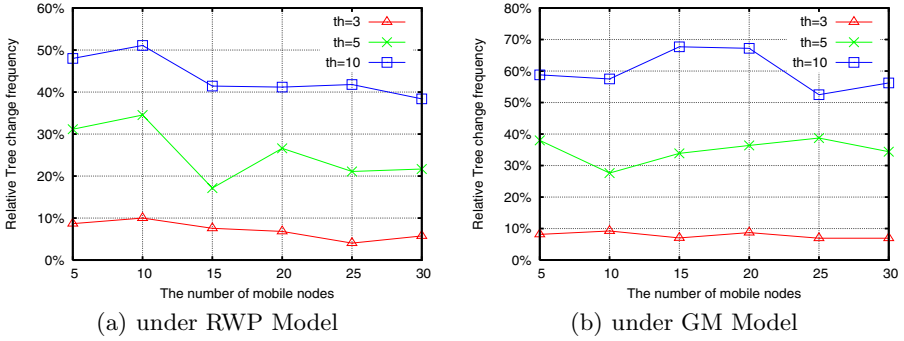 60%
50%
40%
30%
20%
10%
0%
Relative Tree change frequency
5 10 15 20 25 30
The number of mobile nodes
th=3
th=5
th=10
(a) under RWP Model
80%
70%
60%
50%
40%
30%
20%
10%
0%
Relative Tree change frequency
5 10 15 20 25 30
The number of mobile nodes
th=3
th=5
th=10
(b) under GM Model